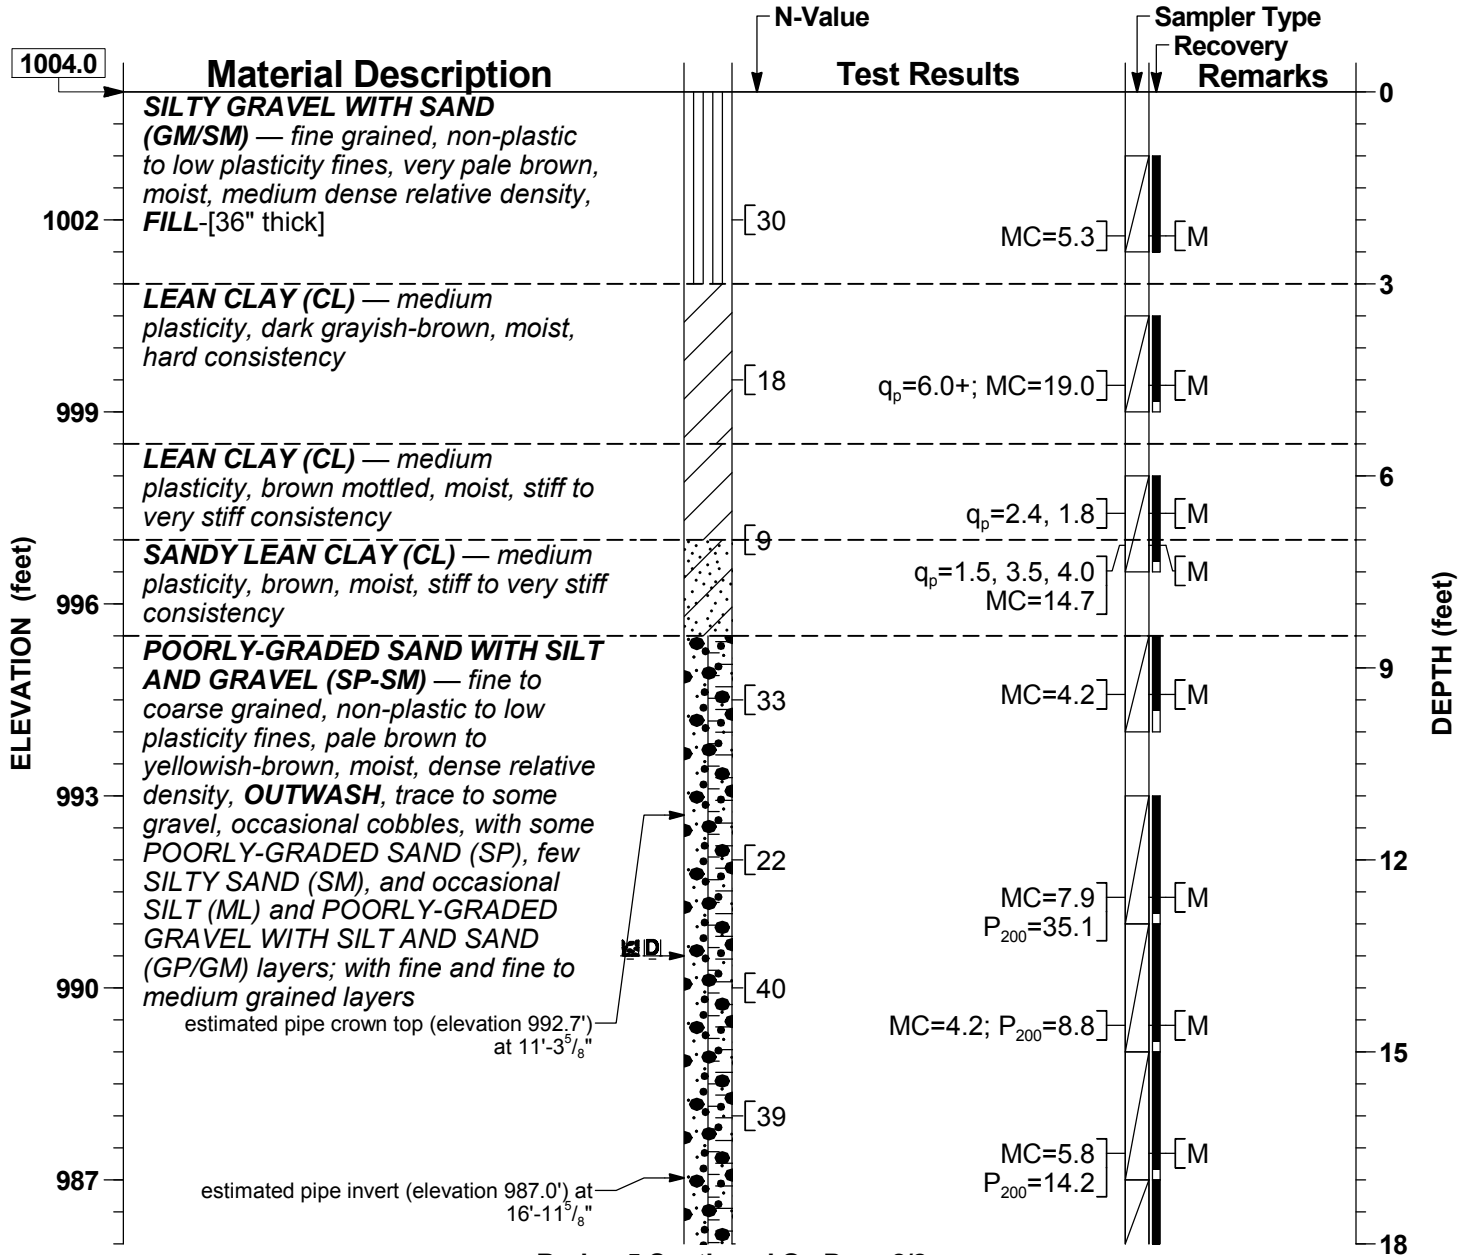 N-Value
Sampler Type
Recovery
1004.0
Material Description
Test Results
Remarks
0
SILTY GRAVEL WITH SAND
(GM/SM) — fine grained, non-plastic
to low plasticity fines, very pale brown,
moist, medium dense relative density,
FILL-[36" thick]
1002
30
MC=5.3
M
3
LEAN CLAY (CL) — medium
plasticity, dark grayish-brown, moist,
hard consistency
18
qp=6.0+; MC=19.0
M
999
LEAN CLAY (CL) — medium
plasticity, brown mottled, moist, stiff to
very stiff consistency
6
qp=2.4, 1.8
M
9
SANDY LEAN CLAY (CL) — medium
plasticity, brown, moist, stiff to very stiff
consistency
qp=1.5, 3.5, 4.0
MC=14.7
M
996
ELEVATION (feet)
DEPTH (feet)
POORLY-GRADED SAND WITH SILT
AND GRAVEL (SP-SM) — fine to
coarse grained, non-plastic to low
plasticity fines, pale brown to
yellowish-brown, moist, dense relative
density, OUTWASH, trace to some
gravel, occasional cobbles, with some
POORLY-GRADED SAND (SP), few
SILTY SAND (SM), and occasional
SILT (ML) and POORLY-GRADED
GRAVEL WITH SILT AND SAND
(GP/GM) layers; with fine and fine to
medium grained layers
9
33
MC=4.2
M
993
22
12
MC=7.9
P200=35.1
M
990
40
estimated pipe crown top (elevation 992.7')
at 11'-3 5/8"
MC=4.2; P200=8.8
M
15
39
MC=5.8
P200=14.2
M
987
estimated pipe invert (elevation 987.0') at
16'-11 5/8"
18